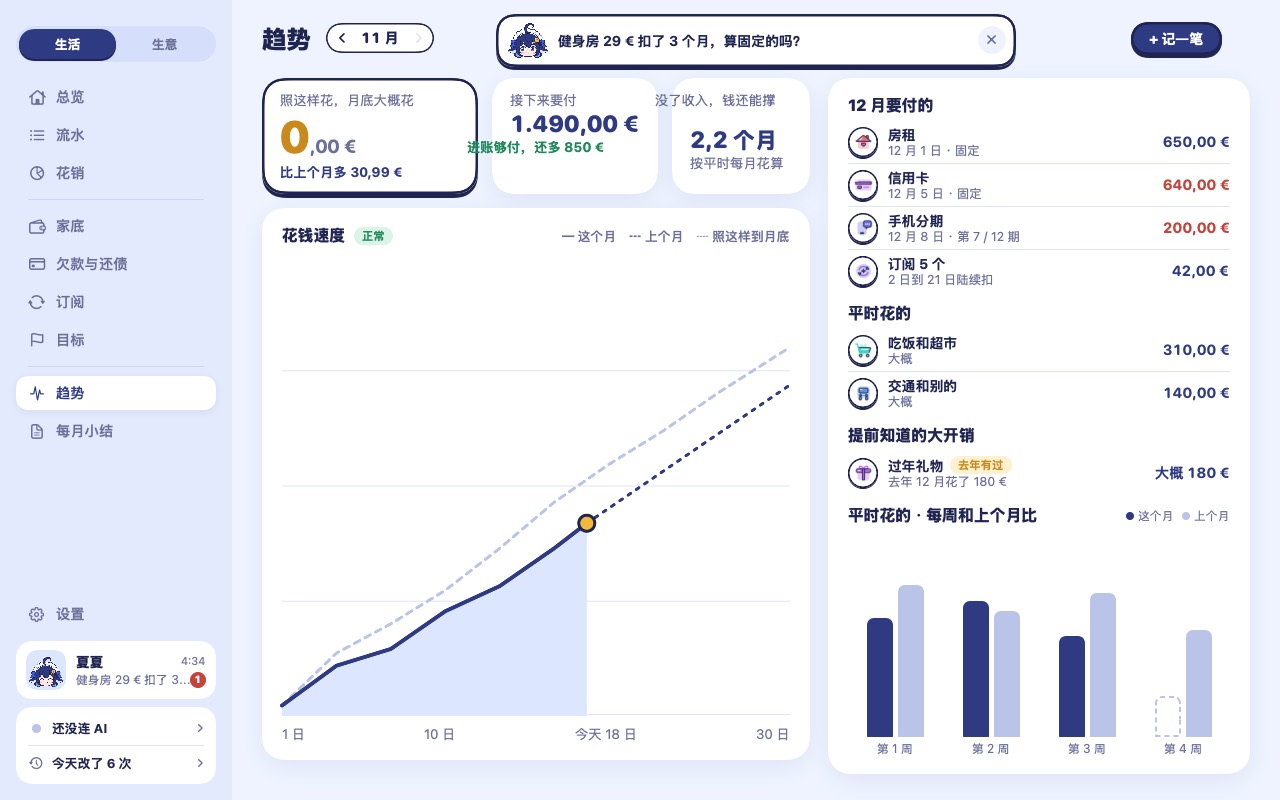 生活
生意
总览
流水
花销
家底
欠款与还债
订阅
目标
趋势
每月小结
设置
夏夏
4:34
健身房 29 € 扣了 3...
1
还没连 AI
今天改了 6 次
趋势
11 月
健身房 29 € 扣了 3 个月，算固定的吗?
+ 记一笔
照这样花，月底大概花
0,00 €
比上个月多 30,99 €
接下来要付
1.490,00 €
进账够付，还多 850 €
没了收入，钱还能撑
2,2 个月
按平时每月花算
花钱速度
正常
这个月
上个月
照这样到月底
1 日
10 日
今天 18 日
30 日
12 月要付的
房租
12 月 1 日 · 固定
650,00 €
信用卡
12 月 5 日 · 固定
640,00 €
手机分期
12 月 8 日 · 第 7 / 12 期
200,00 €
订阅 5 个
2 日到 21 日陆续扣
42,00 €
平时花的
吃饭和超市
大概
310,00 €
交通和别的
大概
140,00 €
提前知道的大开销
过年礼物
去年有过
去年 12 月花了 180 €
大概 180 €
平时花的 · 每周和上个月比
这个月
上个月
第 1 周
第 2 周
第 3 周
第 4 周